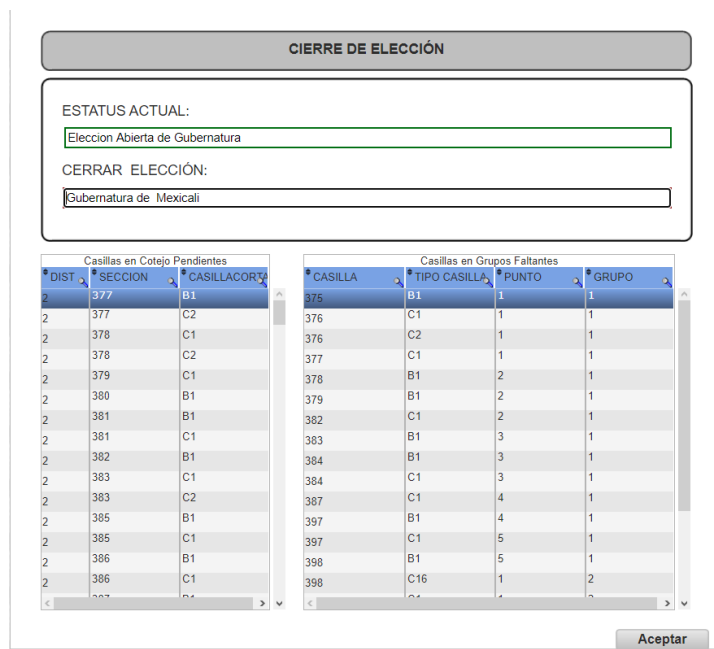 CIERRE DE ELECCIÓN
ESTATUS ACTUAL:
Eleccion Abierta de Gubernatura
CERRAR ELECCIÓN:
Gubernatura de Mexicali
Casillas en Cotejo Pendientes
DIST SECCION CASILLACORTA
2 377 B1
2 377 C2
2 378 C1
2 378 C2
2 379 C1
2 380 B1
2 381 B1
2 381 C1
2 382 B1
2 383 C1
2 383 C2
2 385 B1
2 385 C1
2 386 B1
2 386 C1
Casillas en Grupos Faltantes
CASILLA TIPO CASILLA PUNTO GRUPO
375 B1 1 1
376 C1 1 1
376 C2 1 1
377 C1 1 1
378 B1 2 1
379 B1 2 1
382 C1 2 1
383 B1 3 1
384 B1 3 1
384 C1 3 1
387 C1 4 1
397 B1 4 1
397 C1 5 1
398 B1 5 1
398 C16 1 2
Aceptar